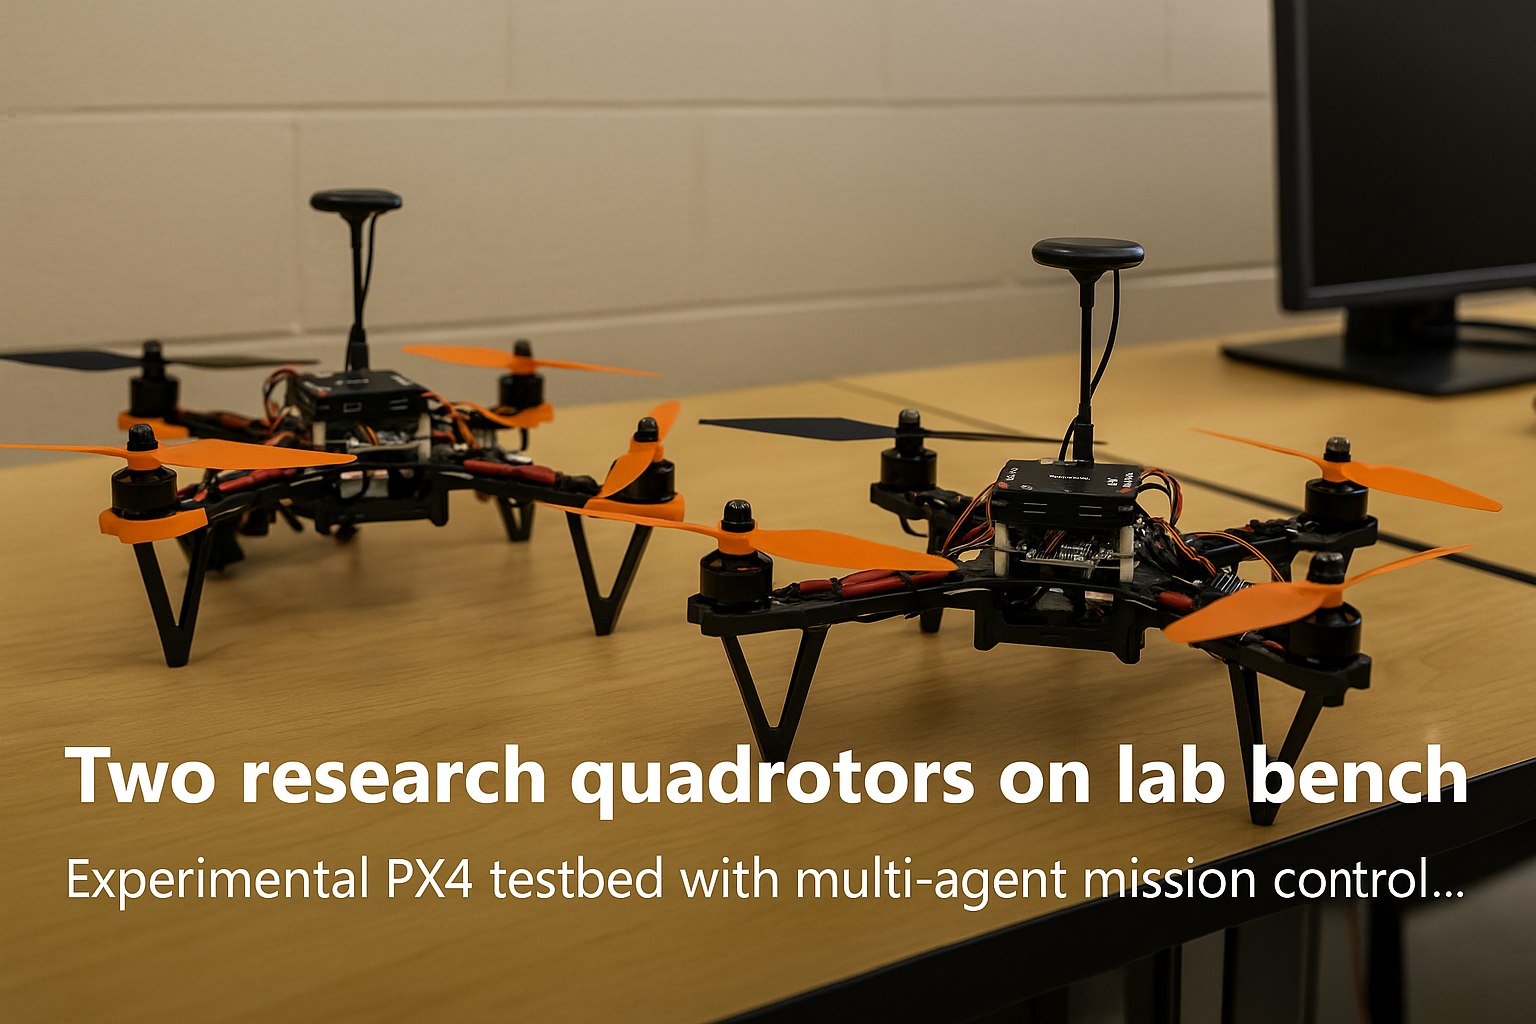 Two research quadrotors on lab bench
Experimental PX4 testbed with multi-agent mission control...